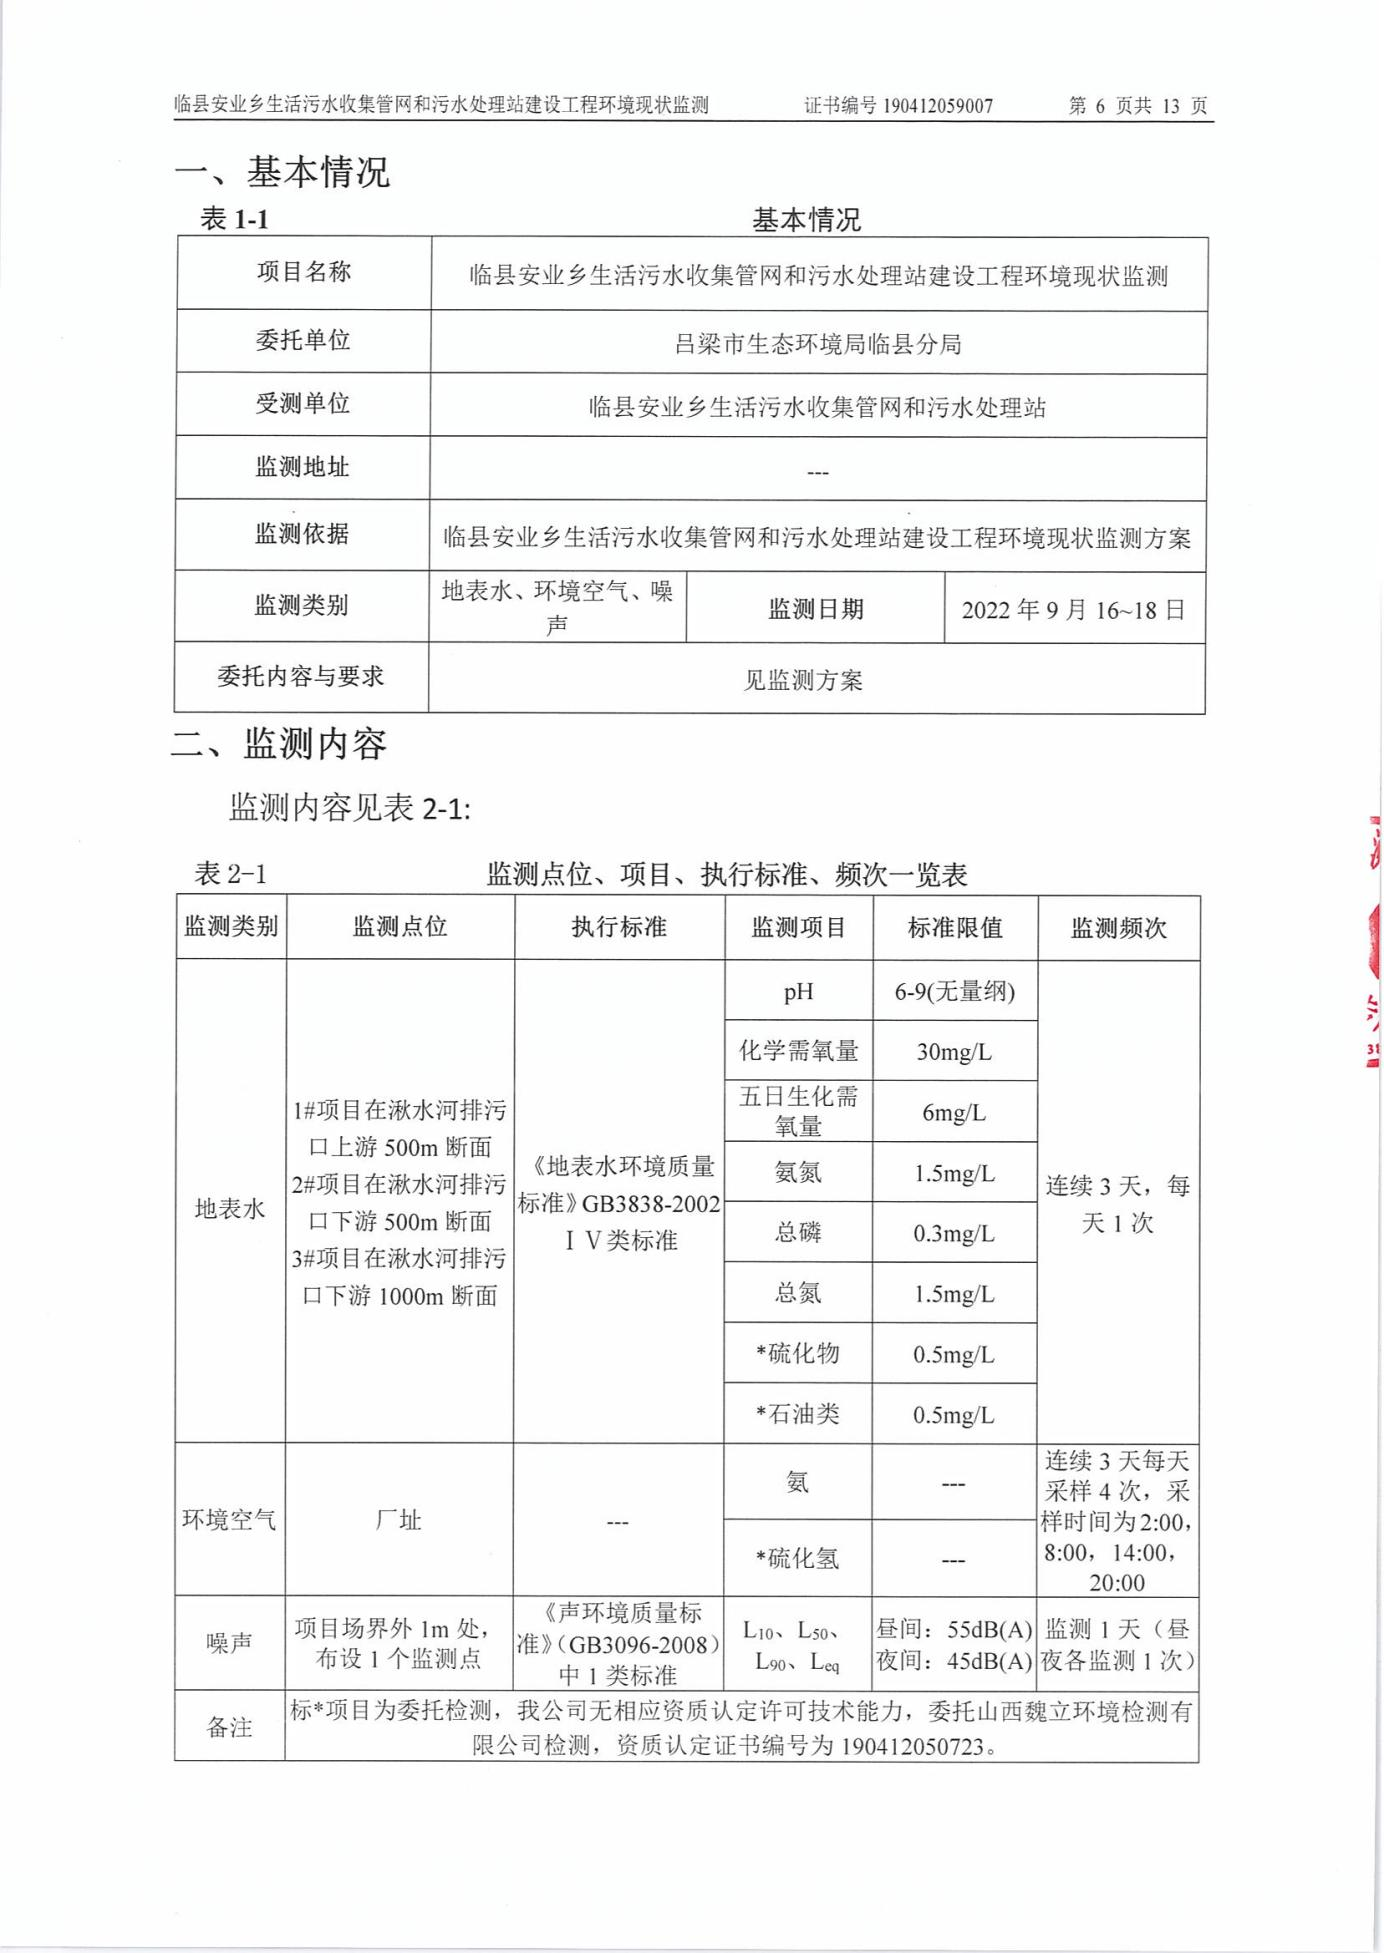 临县安业乡生活污水收集管网和污水处理站建设工程环境现状监测 证书编号 190412059007 第 6 页共 13 页
一、基本情况
表 1-1 基本情况
项目名称 临县安业乡生活污水收集管网和污水处理站建设工程环境现状监测
委托单位 吕梁市生态环境局临县分局
受测单位 临县安业乡生活污水收集管网和污水处理站
监测地址 ---
监测依据 临县安业乡生活污水收集管网和污水处理站建设工程环境现状监测方案
监测类别 地表水、环境空气、噪
声
监测日期 2022 年 9 月 16~18 日
委托内容与要求 见监测方案
二、监测内容
监测内容见表 2-1:
表 2-1 监测点位、项目、执行标准、频次一览表
监测类别 监测点位 执行标准 监测项目 标准限值 监测频次
地表水
1#项目在湫水河排污
口上游 500m 断面
2#项目在湫水河排污
口下游 500m 断面
3#项目在湫水河排污
口下游 1000m 断面
《地表水环境质量
标准》GB3838-2002
ⅠⅤ类标准
pH 6-9(无量纲)
化学需氧量 30mg/L
五日生化需
氧量
6mg/L
氨氮 1.5mg/L
总磷 0.3mg/L
总氮 1.5mg/L
*硫化物 0.5mg/L
*石油类 0.5mg/L
连续 3 天，每
天 1 次
环境空气 厂址 ---
氨 ---
*硫化氢 ---
连续 3 天每天
采样 4 次，采
样时间为 2:00，
8:00，14:00，
20:00
噪声
项目场界外 1m 处，
布设 1 个监测点
《声环境质量标
准》（GB3096-2008）
中 1 类标准
L10、L50、
L90、Leq
昼间：55dB(A)
夜间：45dB(A)
监测 1 天（昼
夜各监测 1 次）
备注
标*项目为委托检测，我公司无相应资质认定许可技术能力，委托山西魏立环境检测有
限公司检测，资质认定证书编号为 190412050723。